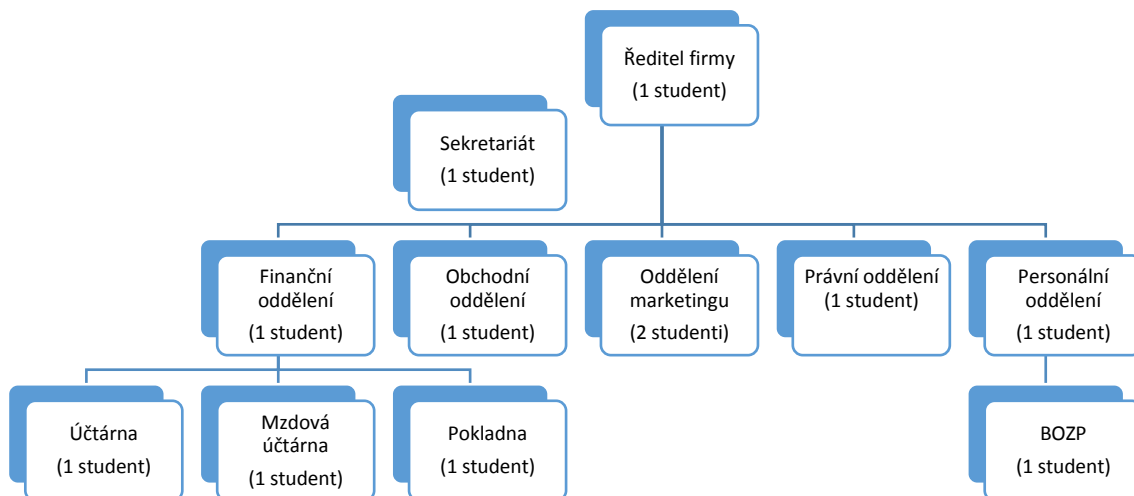 Ředitel firmy
(1 student)
Sekretariát
(1 student)
Finanční
oddělení
(1 student)
Obchodní
oddělení
(1 student)
Oddělení
marketingu
(2 studenti)
Právní oddělení
(1 student)
Personální
oddělení
(1 student)
Účtárna
(1 student)
Mzdová
účtárna
(1 student)
Pokladna
(1 student)
BOZP
(1 student)